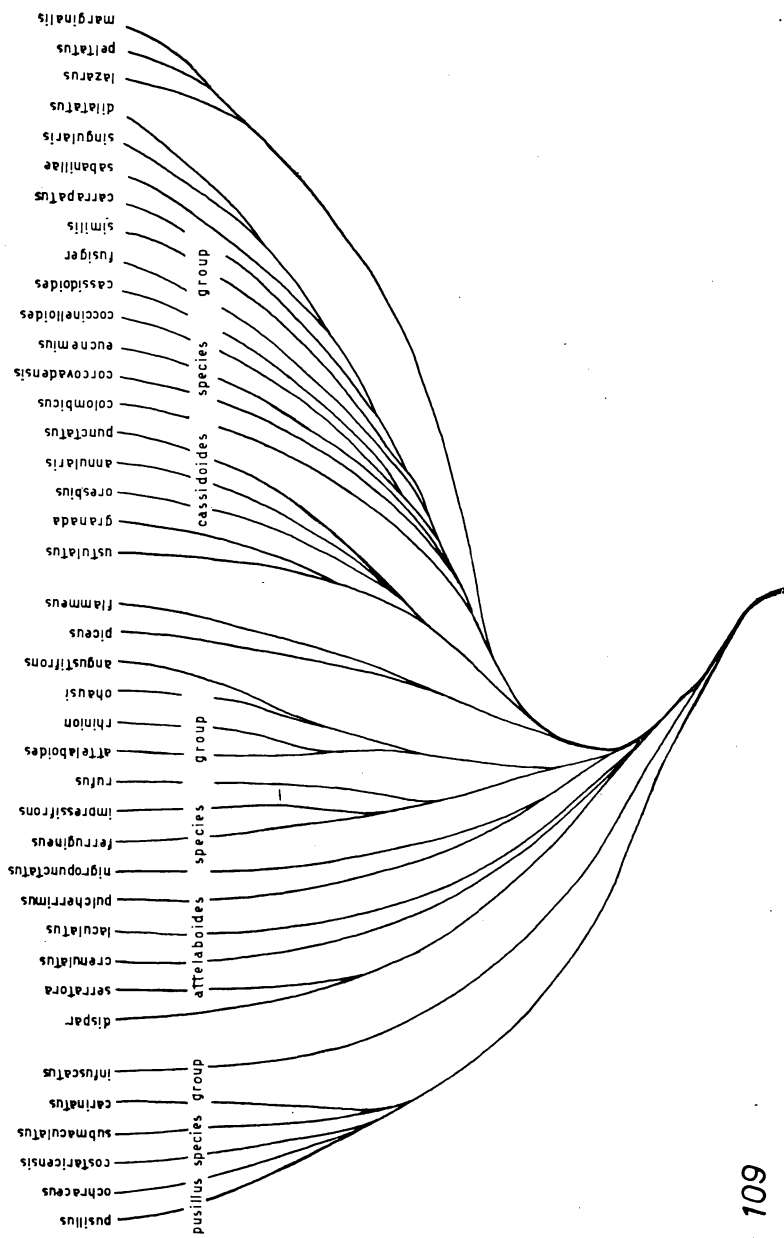 marginalis
peltatus
lazarus
dilatatus
singularis
sabanillae
carrapatus
similis
fusiger
cassidoides
coccinelloides
eucnemius
corcovadensis
colombicus
punctatus
annularis
oresbius
granada
ustulatus
flammeus
piceus
angustifrons
ohausi
rhinion
attelaboides
rufus
impressifrons
ferrugineus
nigropunctatus
pulcherrimus
laculatus
crenulatus
serratora
dispar
infuscatus
carinatus
submaculatus
costaricensis
ochraceus
pusillus
cassidoides species group
attelaboides species group
pusillus species group
109